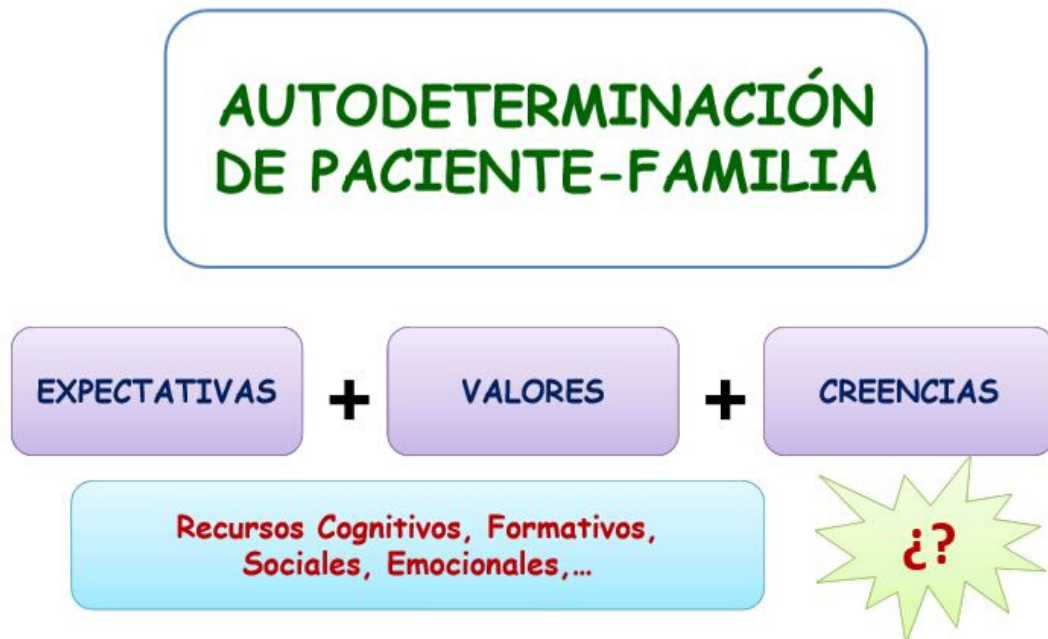 AUTODETERMINACIÓN
DE PACIENTE-FAMILIA
EXPECTATIVAS + VALORES + CREENCIAS
Recursos Cognitivos, Formativos,
Sociales, Emocionales,...
¿?